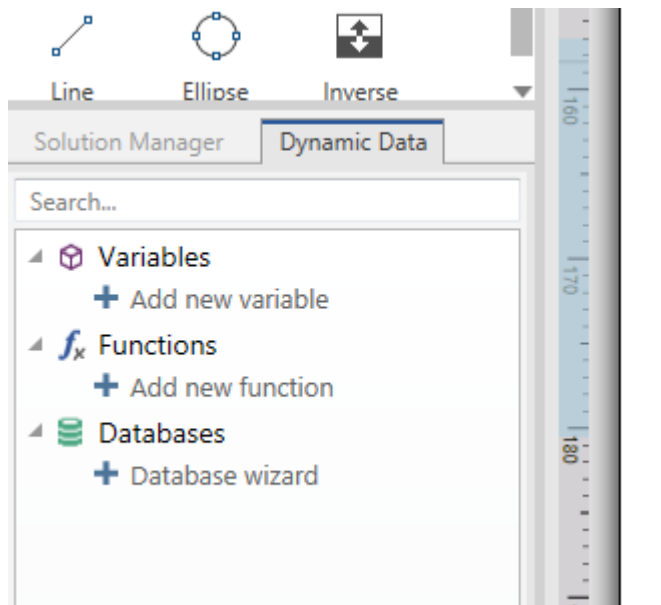 Line Ellipse Inverse
Solution Manager Dynamic Data
Search...
Variables
Add new variable
fx Functions
Add new function
Databases
Database wizard
160
170
180